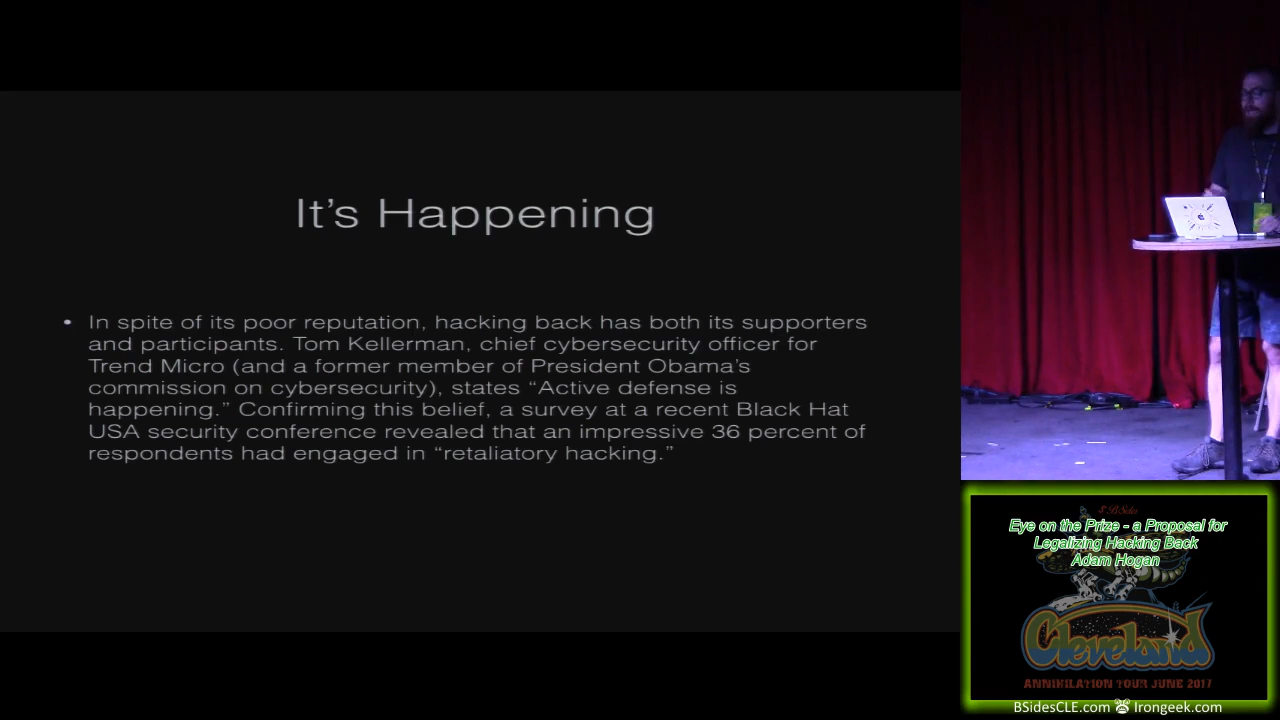 It's Happening
• In spite of its poor reputation, hacking back has both its supporters
and participants. Tom Kellerman, chief cybersecurity officer for
Trend Micro (and a former member of President Obama's
commission on cybersecurity), states “Active defense is
happening.” Confirming this belief, a survey at a recent Black Hat
USA security conference revealed that an impressive 36 percent of
respondents had engaged in “retaliatory hacking.”
BSides
Eye on the Prize - a Proposal for
Legalizing Hacking Back
Adam Hogan
Cleveland
ANNIHILATION TOUR JUNE 2017
BSidesCLE.com Irongeek.com